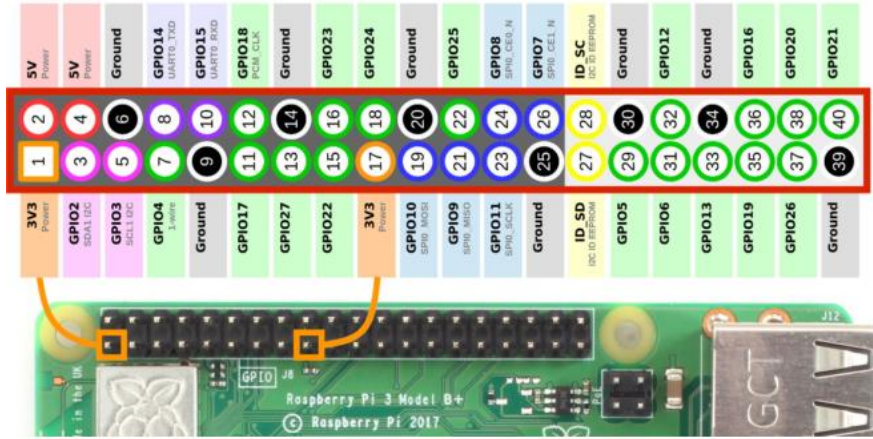 5V
Power
5V
Power
Ground
GPIO14
UART0_TXD
GPIO15
UART0_RXD
GPIO18
PCM_CLK
Ground
GPIO23
GPIO24
Ground
GPIO25
GPIO8
SPI0_CE0_N
GPIO7
SPI0_CE1_N
ID_SC
I2C ID EEPROM
Ground
GPIO12
Ground
GPIO16
GPIO20
GPIO21
2 4 6 8 10 12 14 16 18 20 22 24 26 28 30 32 34 36 38 40
1 3 5 7 9 11 13 15 17 19 21 23 25 27 29 31 33 35 37 39
3V3
Power
GPIO2
SDA1 I2C
GPIO3
SCL1 I2C
GPIO4
1-wire
Ground
GPIO17
GPIO27
GPIO22
3V3
Power
GPIO10
SPI0_MOSI
GPIO9
SPI0_MISO
GPIO11
SPI0_SCLK
Ground
ID_SD
I2C ID EEPROM
GPIO5
GPIO6
GPIO13
GPIO19
GPIO26
Ground
J12
GPIO J8
Raspberry Pi 3 Model B+
© Raspberry Pi 2017
de in the UK
PoE
GCT